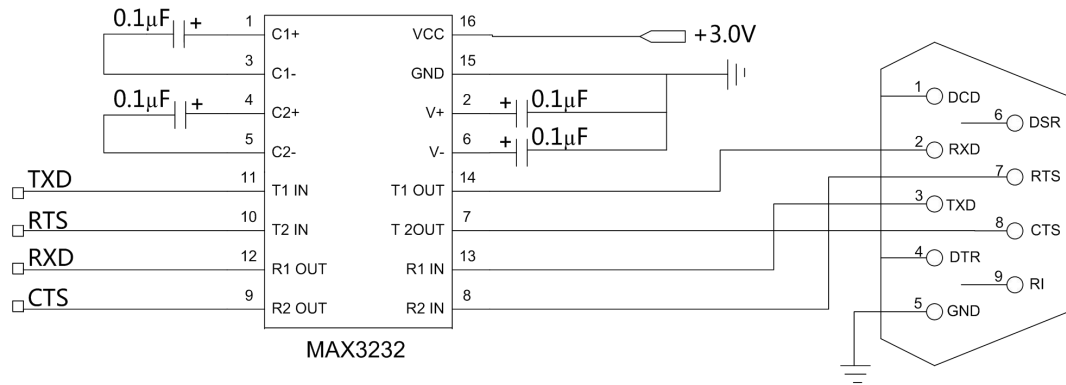 0.1μF +
1 C1+
3 C1-
0.1μF +
4 C2+
5 C2-
TXD 11 T1 IN
RTS 10 T2 IN
RXD 12 R1 OUT
CTS 9 R2 OUT
VCC 16 +3.0V
GND 15
V+ 2 + 0.1μF
V- 6 + 0.1μF
T1 OUT 14
T 2OUT 7
R1 IN 13
R2 IN 8
MAX3232
1 DCD
6 DSR
2 RXD
7 RTS
3 TXD
8 CTS
4 DTR
9 RI
5 GND